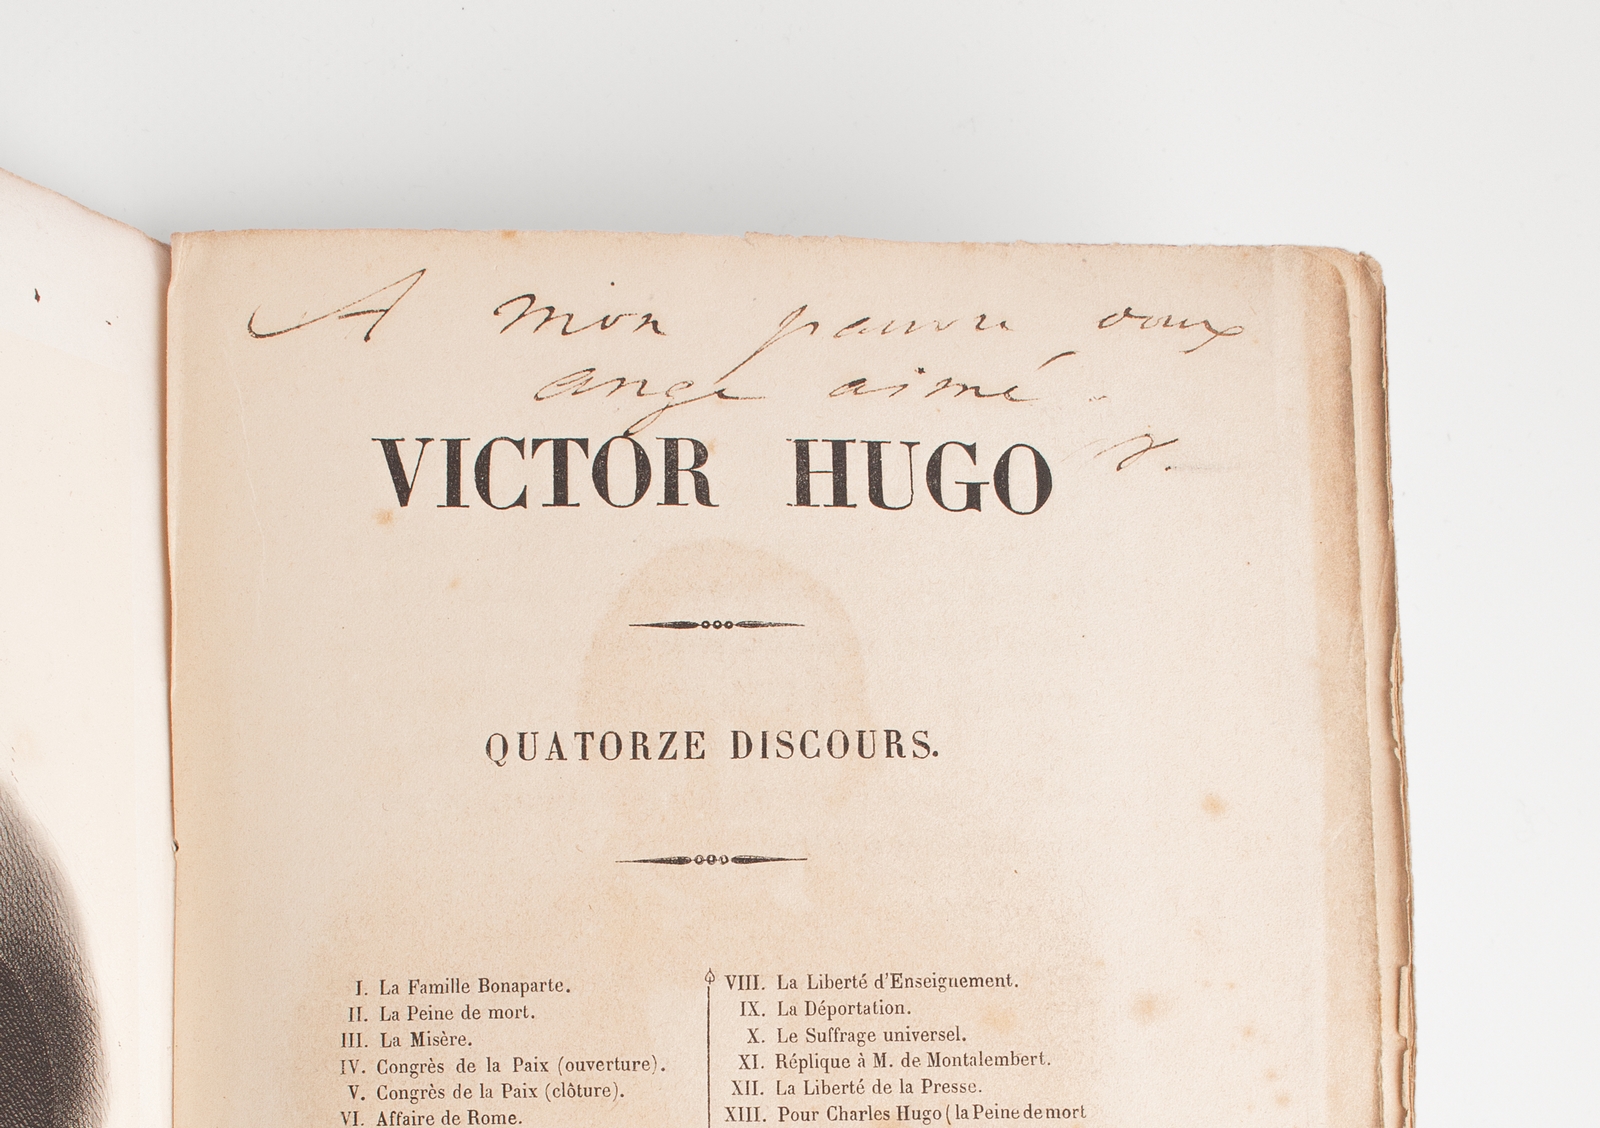 A mon pauvre doux
ange aimé.
V.
VICTOR HUGO
QUATORZE DISCOURS.
I. La Famille Bonaparte.
II. La Peine de mort.
III. La Misère.
IV. Congrès de la Paix (ouverture).
V. Congrès de la Paix (clôture).
VI. Affaire de Rome.
VIII. La Liberté d'Enseignement.
IX. La Déportation.
X. Le Suffrage universel.
XI. Réplique à M. de Montalembert.
XII. La Liberté de la Presse.
XIII. Pour Charles Hugo (la Peine de mort